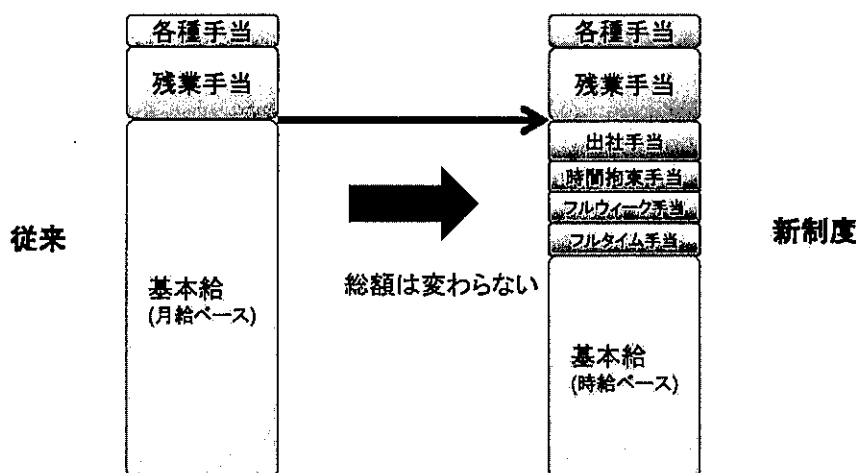 各種手当
残業手当
従来
基本給
(月給ベース)
総額は変わらない
各種手当
残業手当
出社手当
時間拘束手当
フルウィーク手当
フルタイム手当
基本給
(時給ベース)
新制度